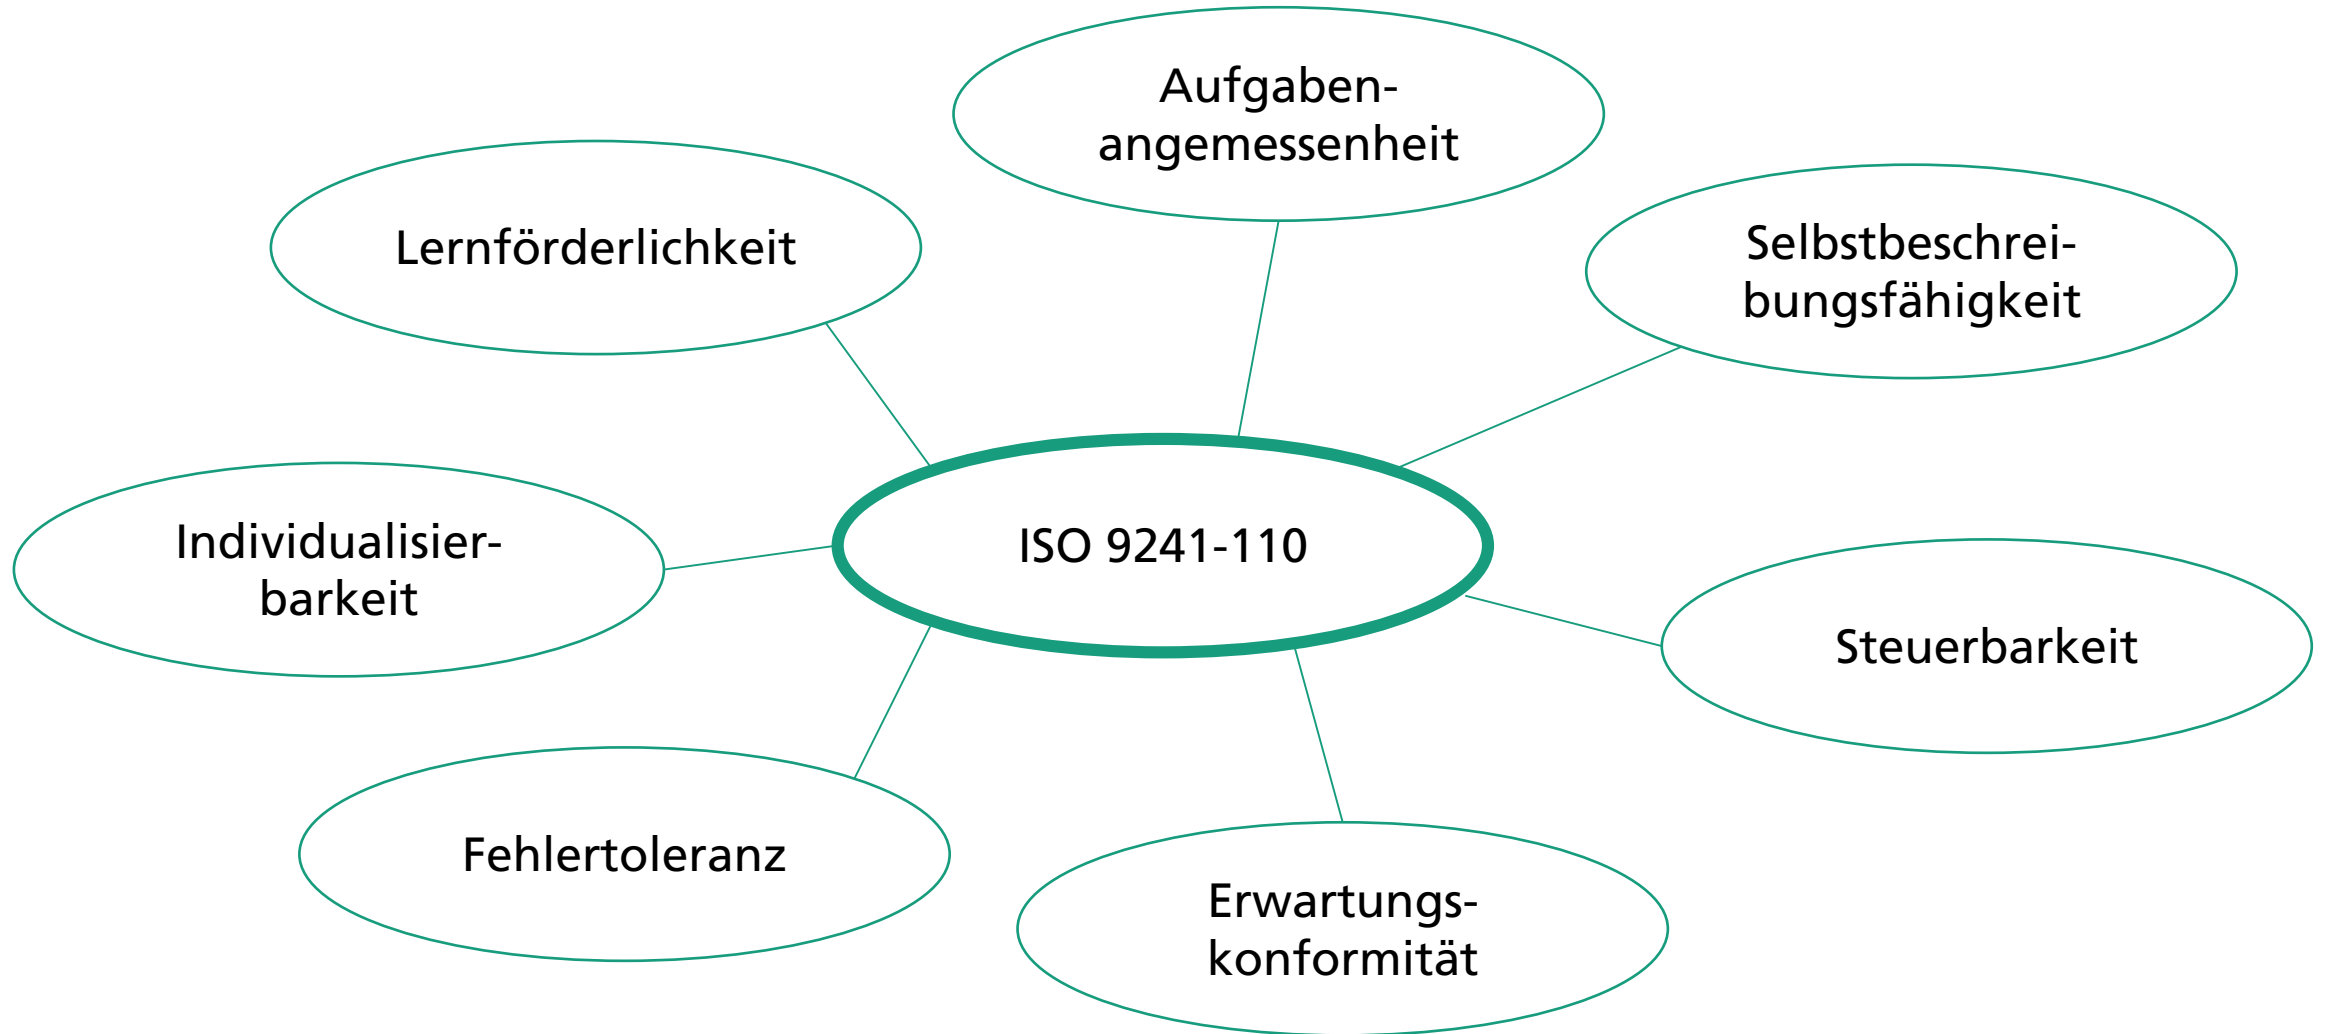 Aufgaben-
angemessenheit
Lernförderlichkeit
Selbstbeschrei-
bungsfähigkeit
Individualisier-
barkeit
ISO 9241-110
Steuerbarkeit
Fehlertoleranz
Erwartungs-
konformität